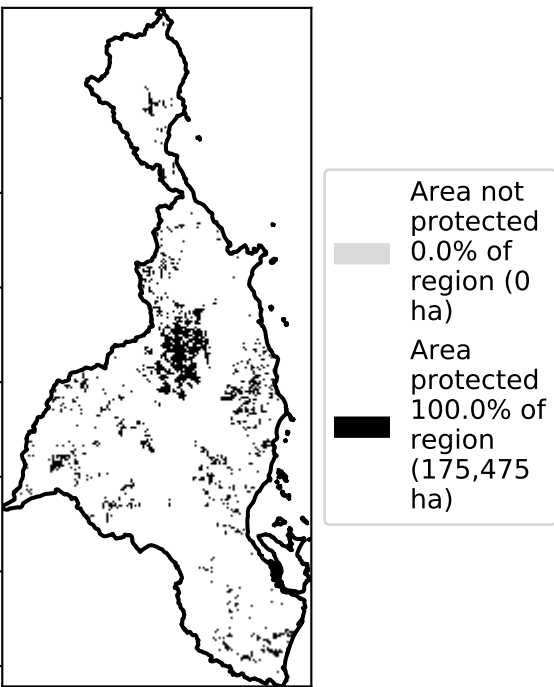 Area not
protected
0.0% of
region (0
ha)
Area
protected
100.0% of
region
(175,475
ha)